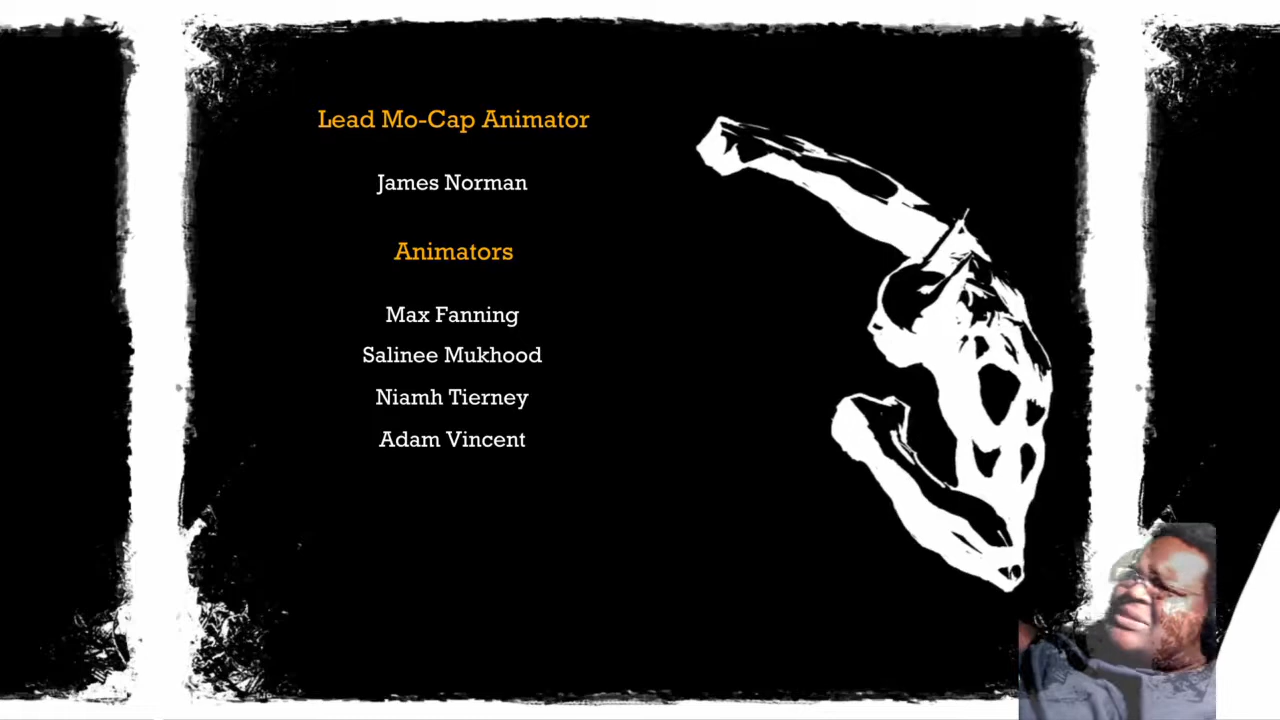 Lead Mo-Cap Animator
James Norman
Animators
Max Fanning
Salinee Mukhood
Niamh Tierney
Adam Vincent